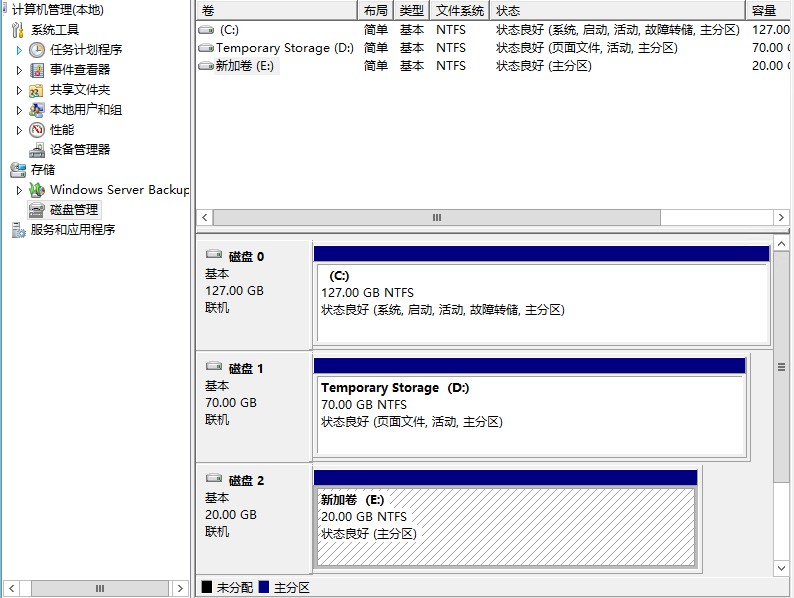 计算机管理(本地)
系统工具
任务计划程序
事件查看器
共享文件夹
本地用户和组
性能
设备管理器
存储
Windows Server Backup
磁盘管理
服务和应用程序
卷 布局 类型 文件系统 状态 容量
(C:) 简单 基本 NTFS 状态良好 (系统, 启动, 活动, 故障转储, 主分区) 127.00
Temporary Storage (D:) 简单 基本 NTFS 状态良好 (页面文件, 活动, 主分区) 70.00
新加卷 (E:) 简单 基本 NTFS 状态良好 (主分区) 20.00
磁盘 0
基本
127.00 GB
联机
(C:)
127.00 GB NTFS
状态良好 (系统, 启动, 活动, 故障转储, 主分区)
磁盘 1
基本
70.00 GB
联机
Temporary Storage (D:)
70.00 GB NTFS
状态良好 (页面文件, 活动, 主分区)
磁盘 2
基本
20.00 GB
联机
新加卷 (E:)
20.00 GB NTFS
状态良好 (主分区)
未分配 主分区